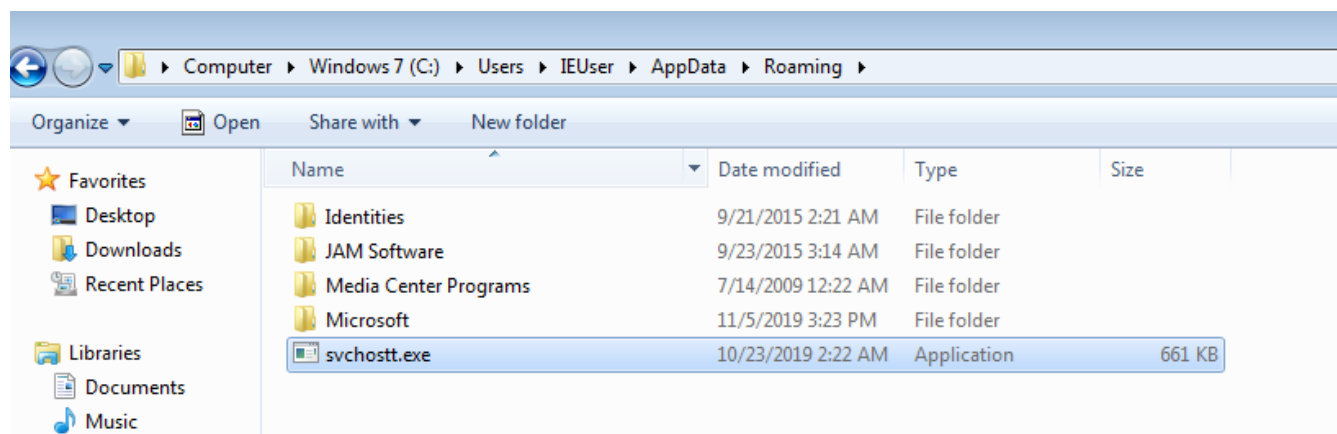 Computer Windows 7 (C:) Users IEUser AppData Roaming
Organize Open Share with New folder
Favorites
Desktop
Downloads
Recent Places
Libraries
Documents
Music
Name Date modified Type Size
Identities 9/21/2015 2:21 AM File folder
JAM Software 9/23/2015 3:14 AM File folder
Media Center Programs 7/14/2009 12:22 AM File folder
Microsoft 11/5/2019 3:23 PM File folder
svchostt.exe 10/23/2019 2:22 AM Application 661 KB